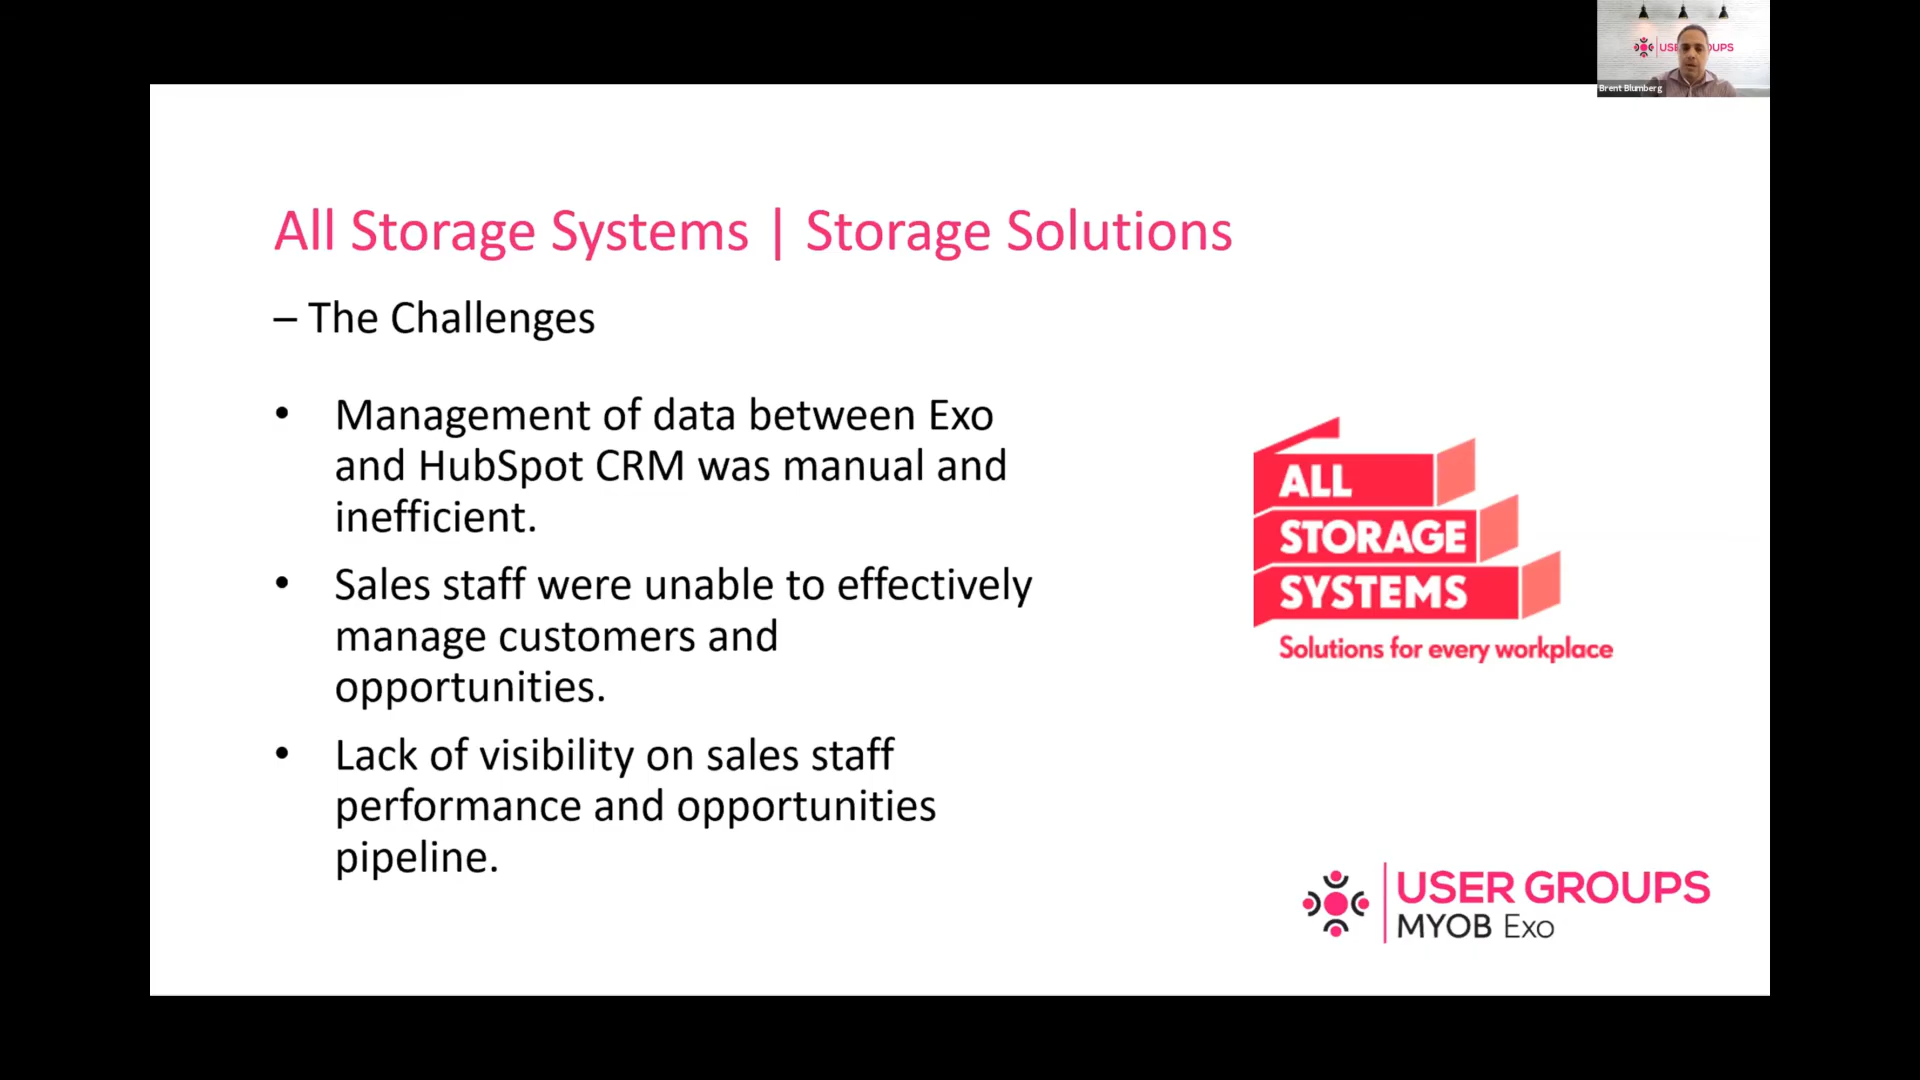 USER GROUPS
Brent Blumberg
All Storage Systems | Storage Solutions
– The Challenges
• Management of data between Exo
and HubSpot CRM was manual and
inefficient.
• Sales staff were unable to effectively
manage customers and
opportunities.
• Lack of visibility on sales staff
performance and opportunities
pipeline.
ALL
STORAGE
SYSTEMS
Solutions for every workplace
USER GROUPS
MYOB Exo